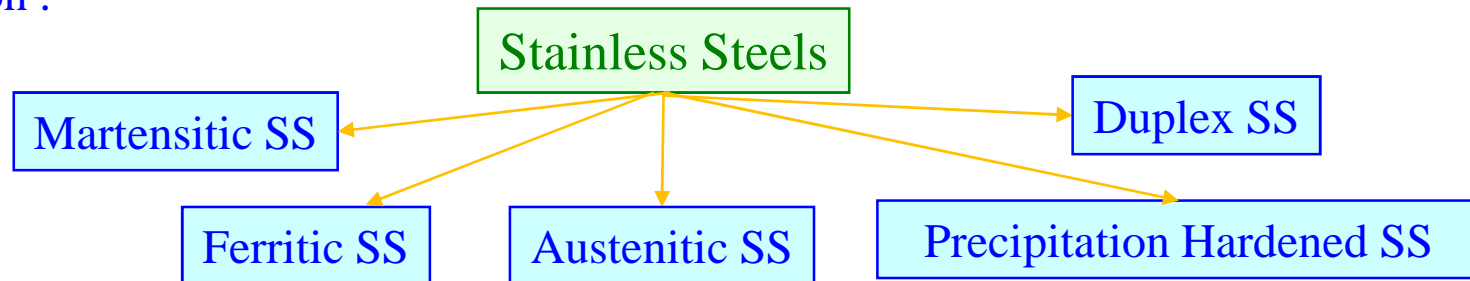 Stainless Steels
Martensitic SS
Duplex SS
Ferritic SS
Austenitic SS
Precipitation Hardened SS